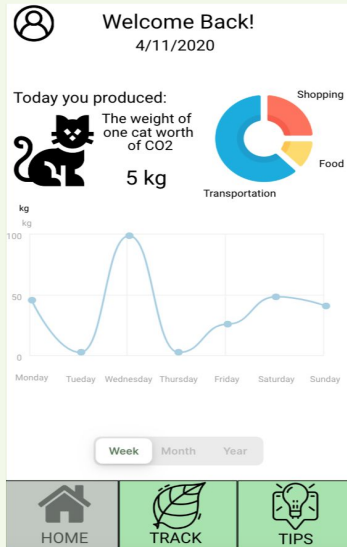 Welcome Back!
4/11/2020
Today you produced:
The weight of
one cat worth
of CO2
5 kg
Shopping
Food
Transportation
kg
kg
100
50
0
Monday
Tueday
Wednesday
Thursday
Friday
Saturday
Sunday
Week
Month
Year
HOME
TRACK
TIPS